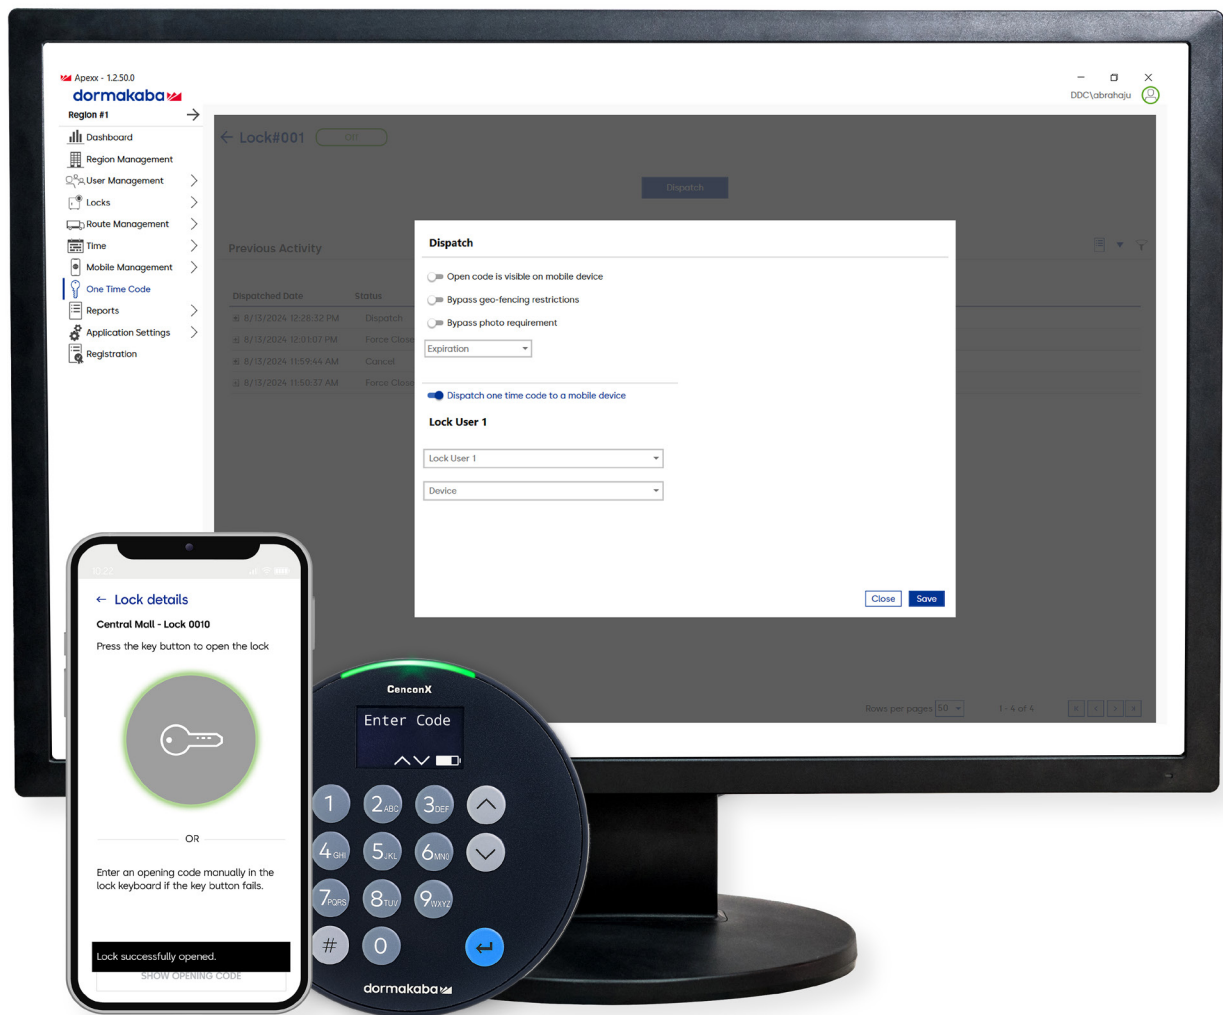 Apexx - 1.2.50.0
dormakaba
DDC\abrahaju
Region #1
Dashboard
Region Management
User Management
Locks
Route Management
Time
Mobile Management
One Time Code
Reports
Application Settings
Registration
Lock#001
Off
Dispatch
Previous Activity
Dispatched Date Status
8/13/2024 12:28:32 PM Dispatch
8/13/2024 12:01:07 PM Force Close
8/13/2024 11:59:44 AM Cancel
8/13/2024 11:50:37 AM Force Close
Dispatch
Open code is visible on mobile device
Bypass geo-fencing restrictions
Bypass photo requirement
Expiration
Dispatch one time code to a mobile device
Lock User 1
Lock User 1
Device
Close Save
Rows per pages 50 1 - 4 of 4
10:22
Lock details
Central Mall - Lock 0010
Press the key button to open the lock
OR
Enter an opening code manually in the
lock keyboard if the key button fails.
Lock successfully opened.
SHOW OPENING CODE
CenconX
Enter Code
1 2ABC 3DEF
4GHI 5JKL 6MNO
7PQRS 8TUV 9WXYZ
# 0
dormakaba